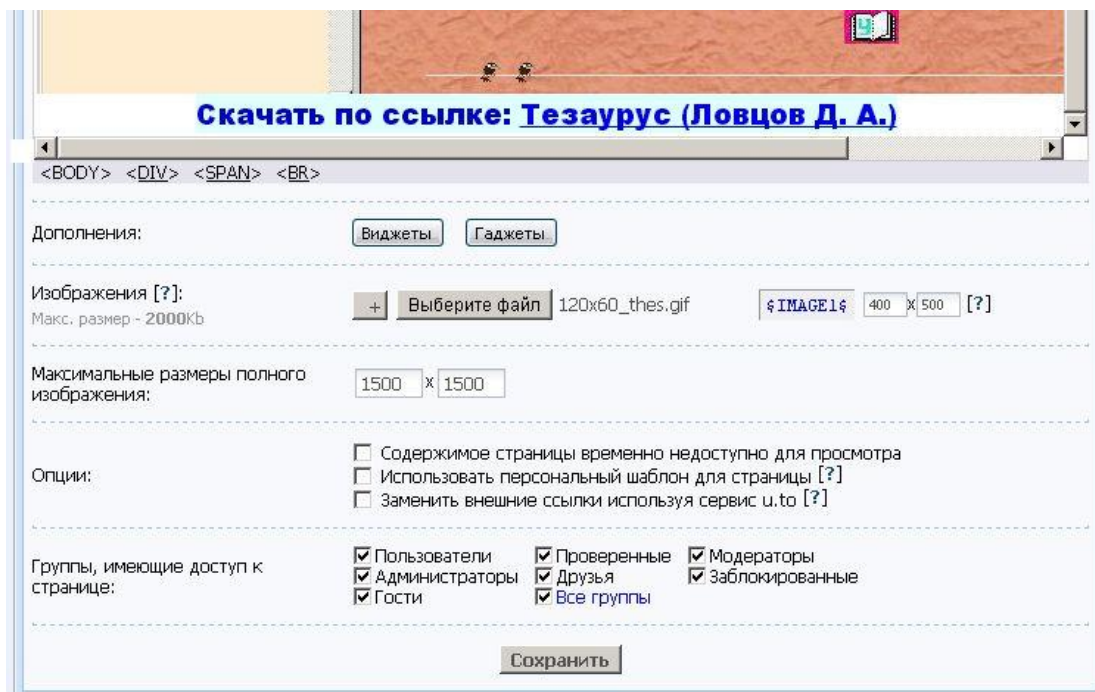 Скачать по ссылке: Тезаурус (Ловцов Д. А.)
<BODY> <DIV> <SPAN> <BR>
Дополнения: Виджеты Гаджеты
Изображения [?]: + Выберите файл 120x60_thes.gif $IMAGE1$ 400 x 500 [?]
Макс. размер - 2000Kb
Максимальные размеры полного
изображения: 1500 x 1500
Содержимое страницы временно недоступно для просмотра
Опции: Использовать персональный шаблон для страницы [?]
Заменить внешние ссылки используя сервис u.to [?]
Группы, имеющие доступ к
странице:
Пользователи Проверенные Модераторы
Администраторы Друзья Заблокированные
Гости Все группы
Сохранить